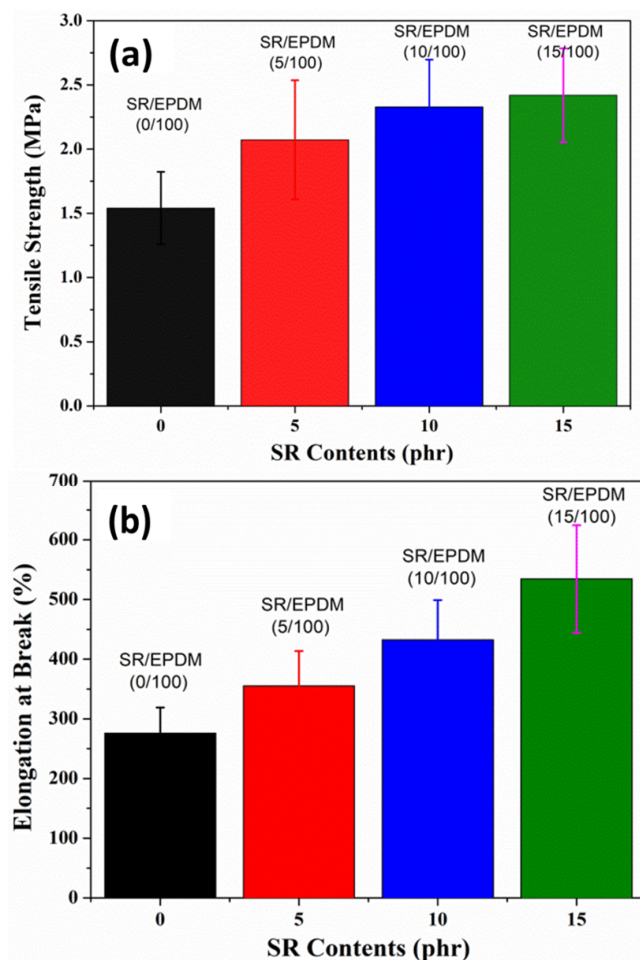 (a)
SR/EPDM
(0/100)
SR/EPDM
(5/100)
SR/EPDM
(10/100)
SR/EPDM
(15/100)
Tensile Strength (MPa)
3.0
2.5
2.0
1.5
1.0
0.5
0.0
0 5 10 15
SR Contents (phr)
(b)
SR/EPDM
(0/100)
SR/EPDM
(5/100)
SR/EPDM
(10/100)
SR/EPDM
(15/100)
Elongation at Break (%)
700
600
500
400
300
200
100
0
0 5 10 15
SR Contents (phr)